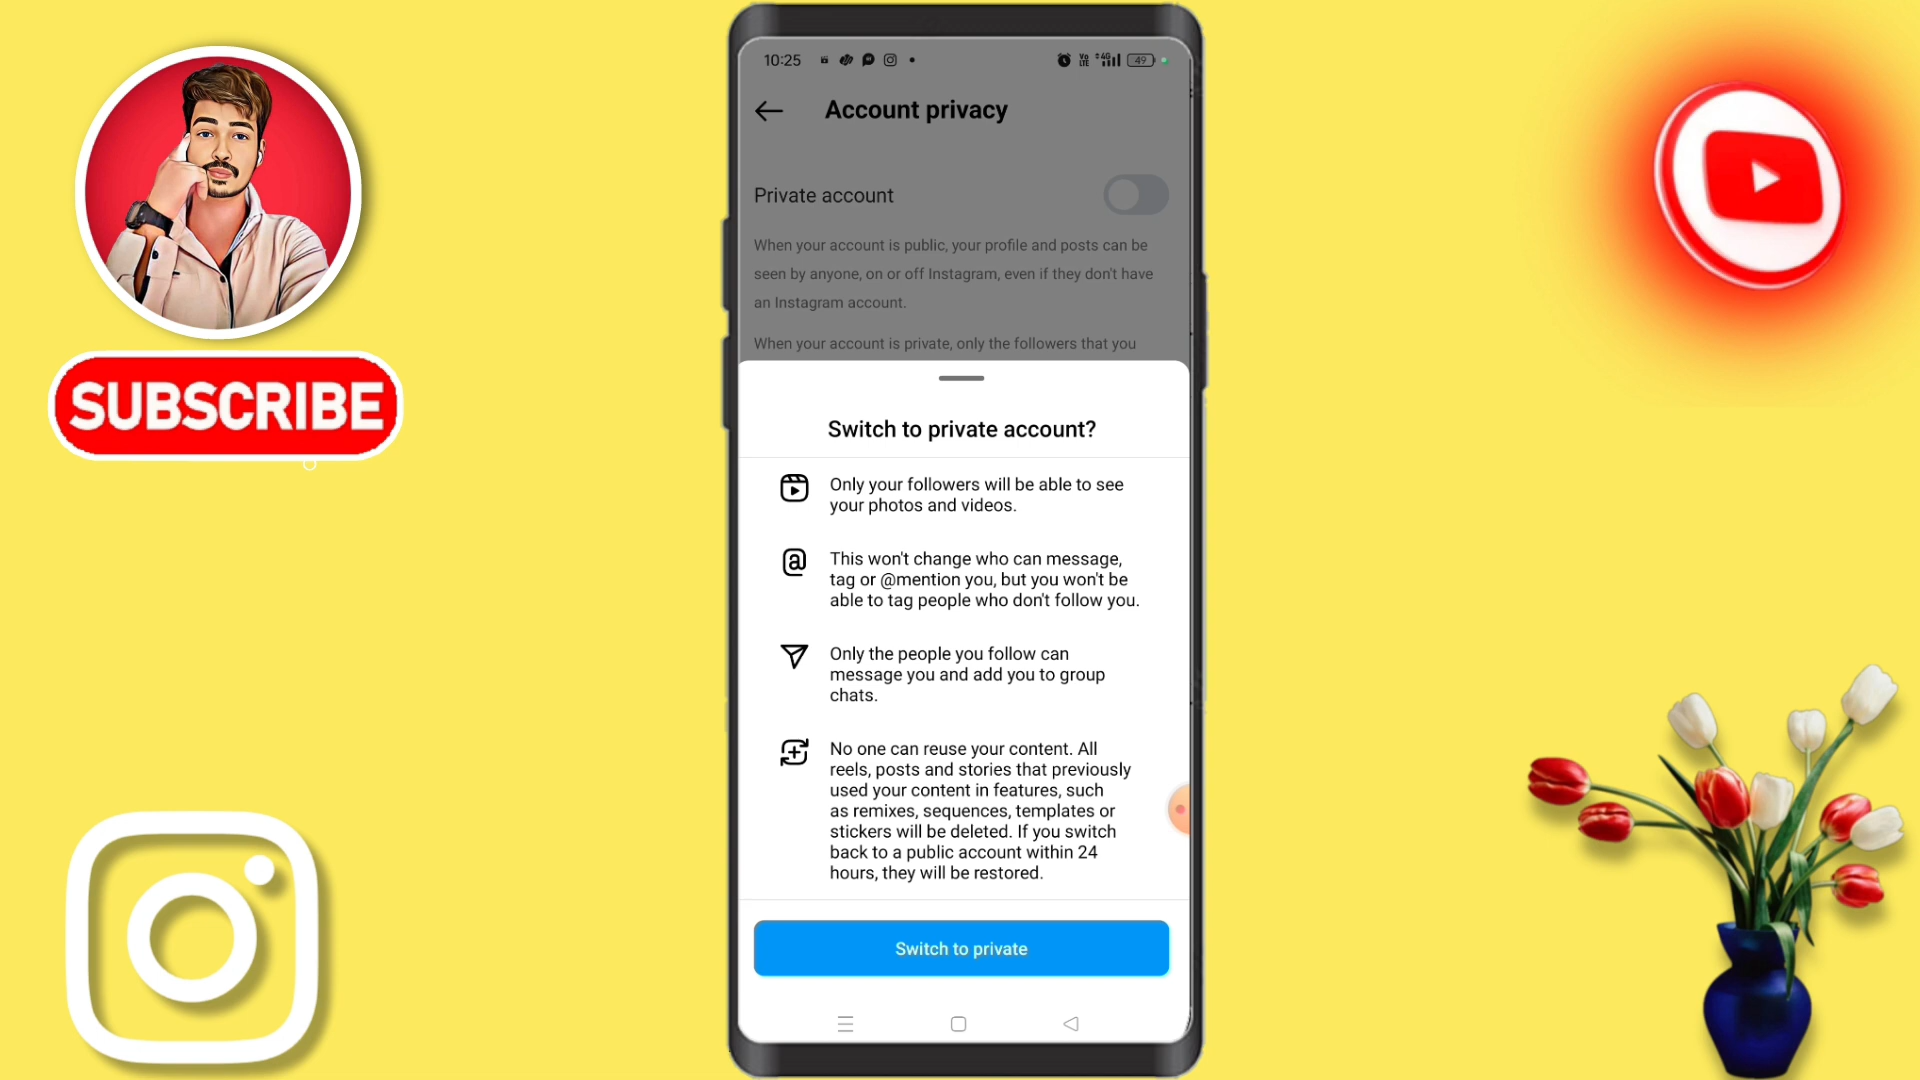 SUBSCRIBE
10:25
Vo
LTE
4G
49
Account privacy
Private account
When your account is public, your profile and posts can be
seen by anyone, on or off Instagram, even if they don't have
an Instagram account.
When your account is private, only the followers that you
Switch to private account?
Only your followers will be able to see
your photos and videos.
This won't change who can message,
tag or @mention you, but you won't be
able to tag people who don't follow you.
Only the people you follow can
message you and add you to group
chats.
No one can reuse your content. All
reels, posts and stories that previously
used your content in features, such
as remixes, sequences, templates or
stickers will be deleted. If you switch
back to a public account within 24
hours, they will be restored.
Switch to private